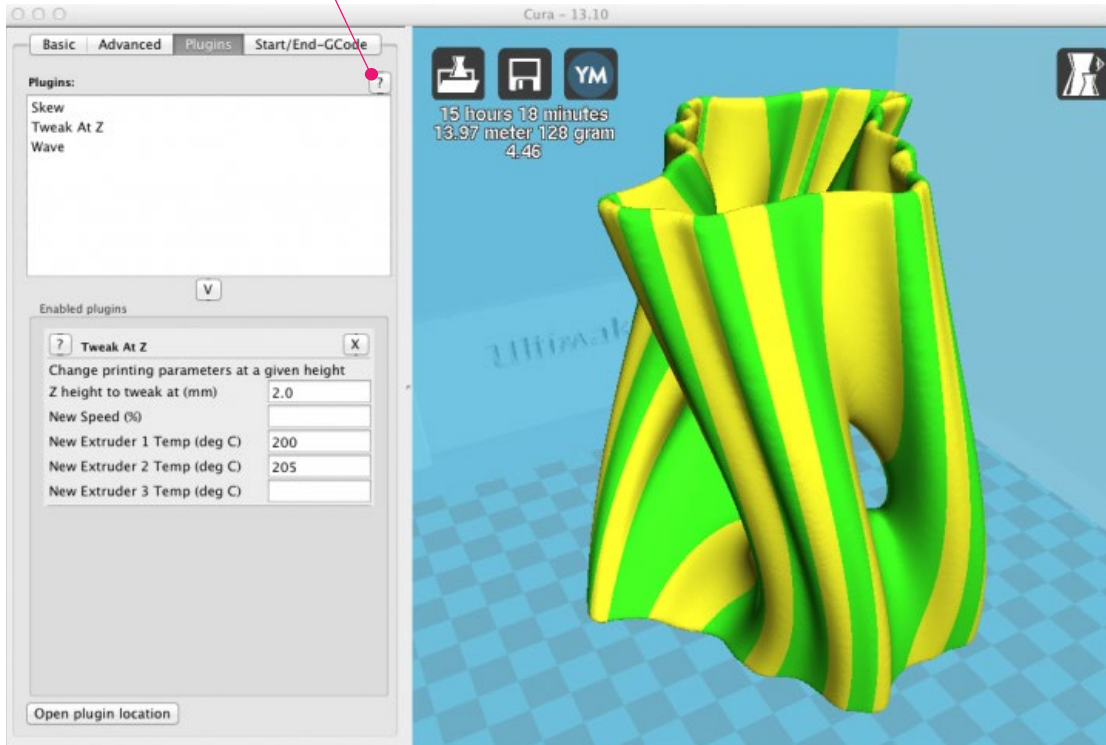 Cura - 13.10
Basic Advanced Plugins Start/End-GCode
Plugins: ?
Skew
Tweak At Z
Wave
V
Enabled plugins
? Tweak At Z X
Change printing parameters at a given height
Z height to tweak at (mm) 2.0
New Speed (%)
New Extruder 1 Temp (deg C) 200
New Extruder 2 Temp (deg C) 205
New Extruder 3 Temp (deg C)
Open plugin location
YM
15 hours 18 minutes
13.97 meter 128 gram
4.46